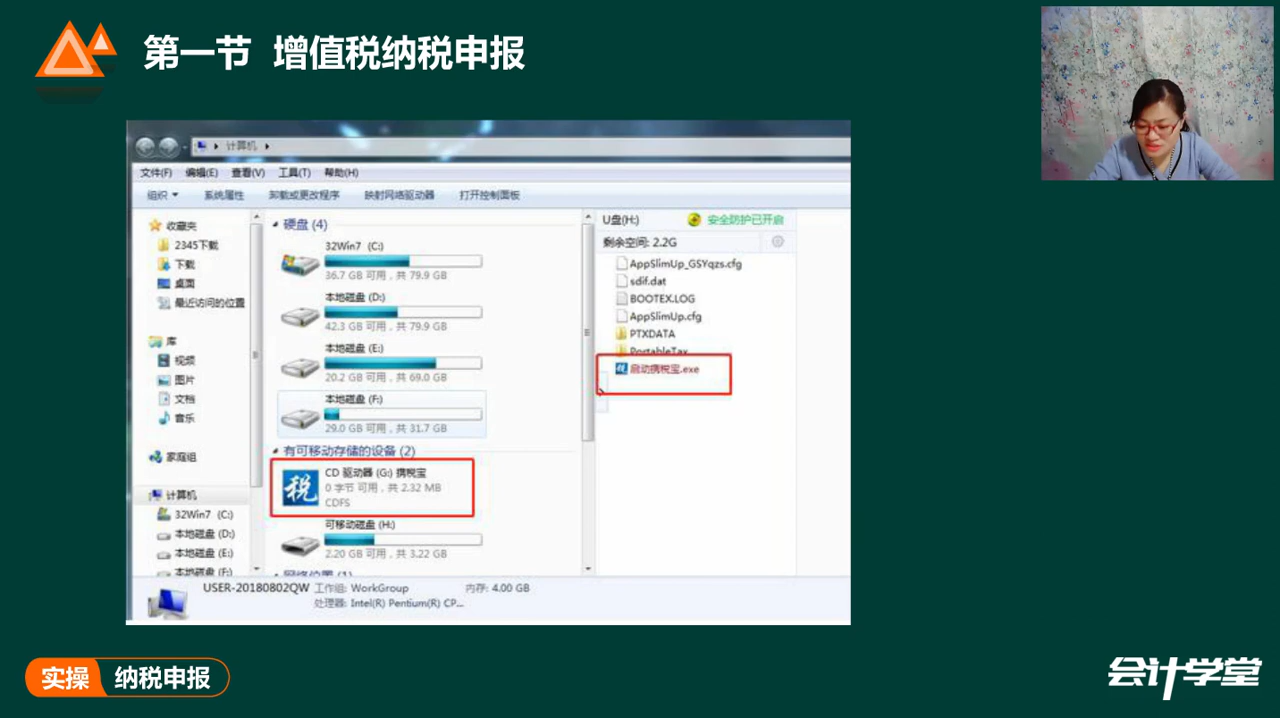 第一节 增值税纳税申报
计算机
文件(F) 编辑(E) 查看(V) 工具(T) 帮助(H)
组织 系统属性 卸载或更改程序 映射网络驱动器 打开控制面板
收藏夹
2345下载
下载
桌面
最近访问的位置
库
视频
图片
文档
音乐
家庭组
计算机
32Win7 (C:)
本地磁盘 (D:)
本地磁盘 (E:)
本地磁盘 (F:)
硬盘 (4)
32Win7 (C:)
36.7 GB 可用，共 79.9 GB
本地磁盘 (D:)
42.3 GB 可用，共 79.9 GB
本地磁盘 (E:)
20.2 GB 可用，共 69.0 GB
本地磁盘 (F:)
29.0 GB 可用，共 31.7 GB
有可移动存储的设备 (2)
税
CD 驱动器 (G:) 携税宝
0 字节 可用，共 2.32 MB
CDFS
可移动磁盘 (H:)
2.20 GB 可用，共 3.22 GB
网络位置 (1)
U盘(H:) 安全防护已开启
剩余空间: 2.2G
AppSlimUp_GSYqzs.cfg
sdif.dat
BOOTEX.LOG
AppSlimUp.cfg
PTXDATA
PortableTax
启动携税宝.exe
USER-20180802QW 工作组: WorkGroup 内存: 4.00 GB
处理器: Intel(R) Pentium(R) CP...
实操 纳税申报
会计学堂